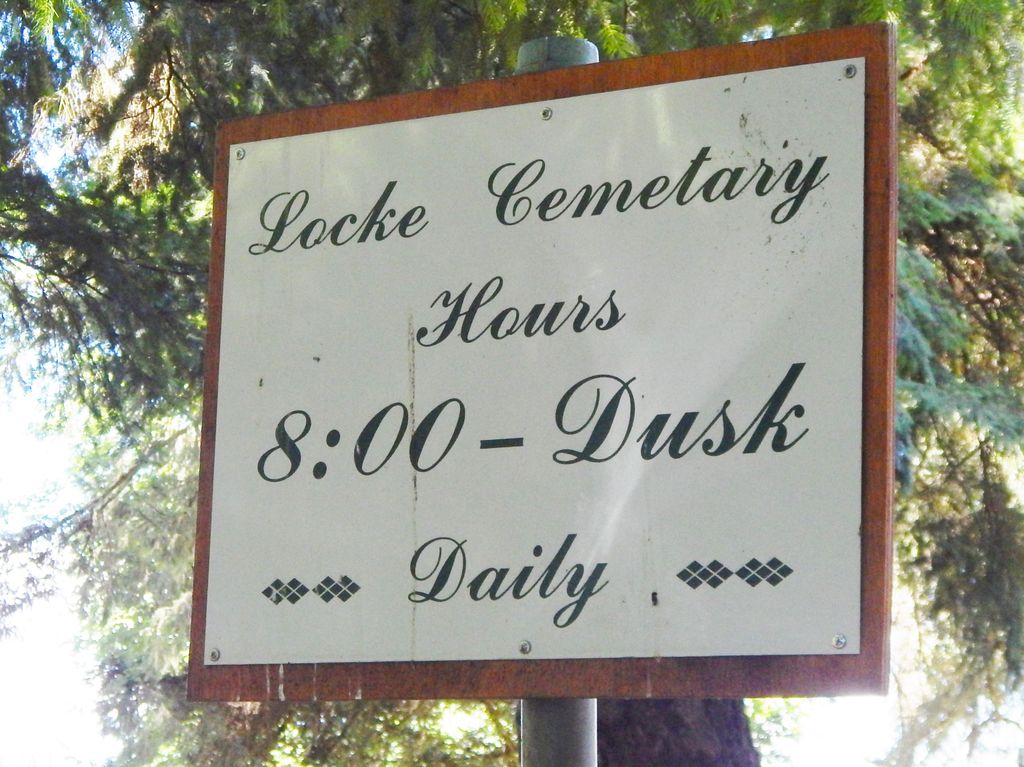 Locke Cemetary
Hours
8:00 - Dusk
Daily